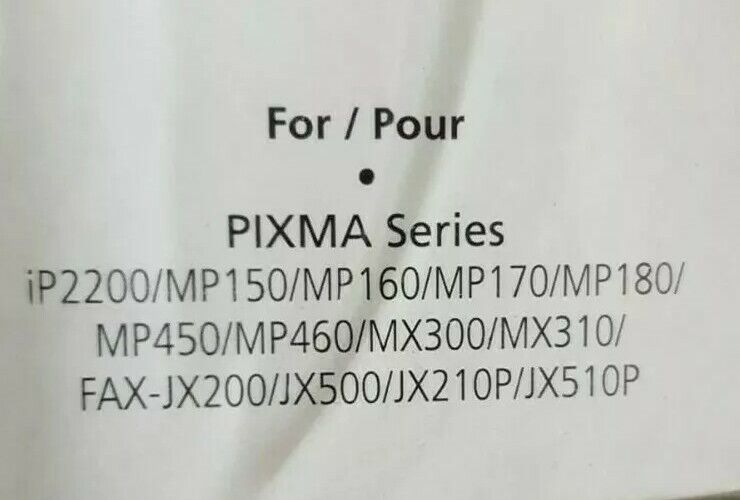 For / Pour
•
PIXMA Series
iP2200/MP150/MP160/MP170/MP180/
MP450/MP460/MX300/MX310/
FAX-JX200/JX500/JX210P/JX510P